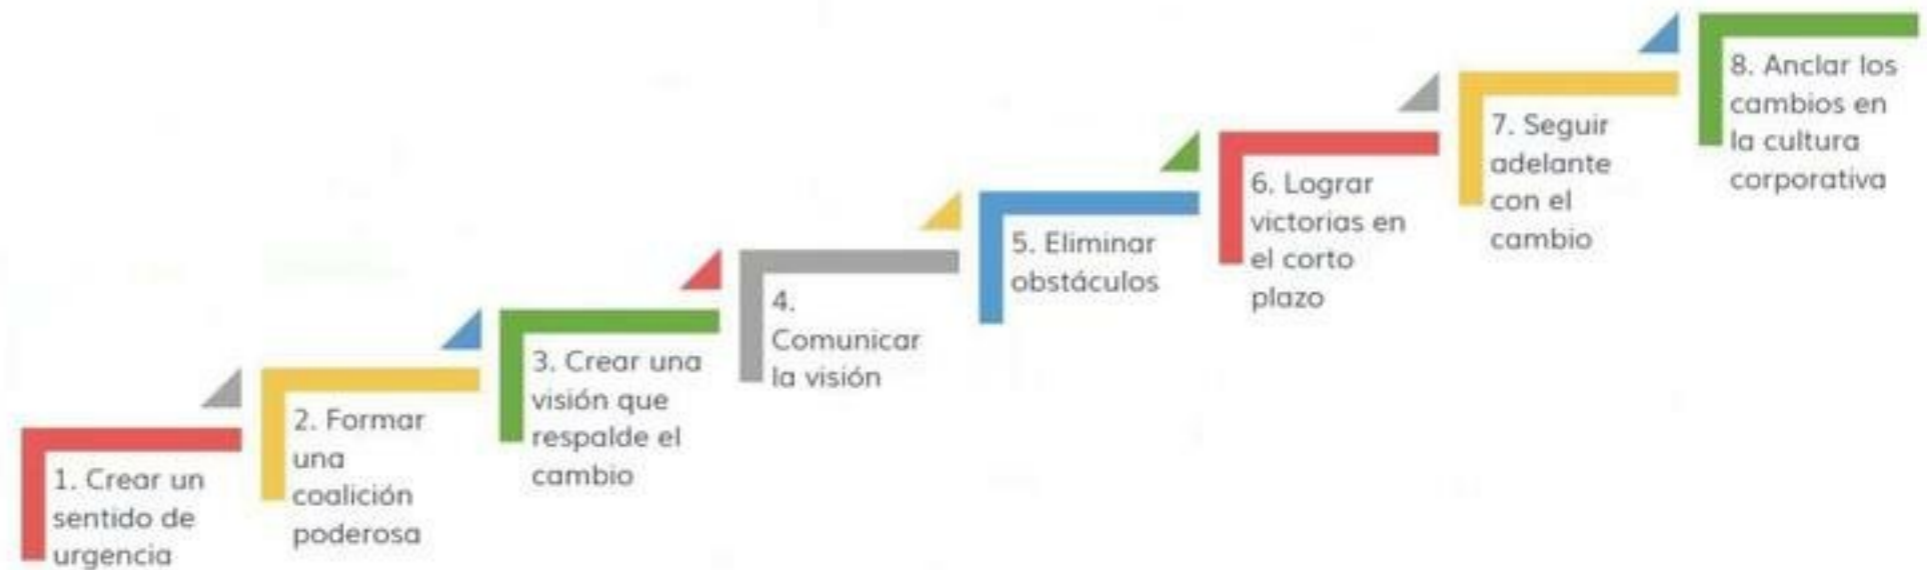 1. Crear un
sentido de
urgencia
2. Formar
una
coalición
poderosa
3. Crear una
visión que
respalde el
cambio
4.
Comunicar
la visión
5. Eliminar
obstáculos
6. Lograr
victorias en
el corto
plazo
7. Seguir
adelante
con el
cambio
8. Anclar los
cambios en
la cultura
corporativa